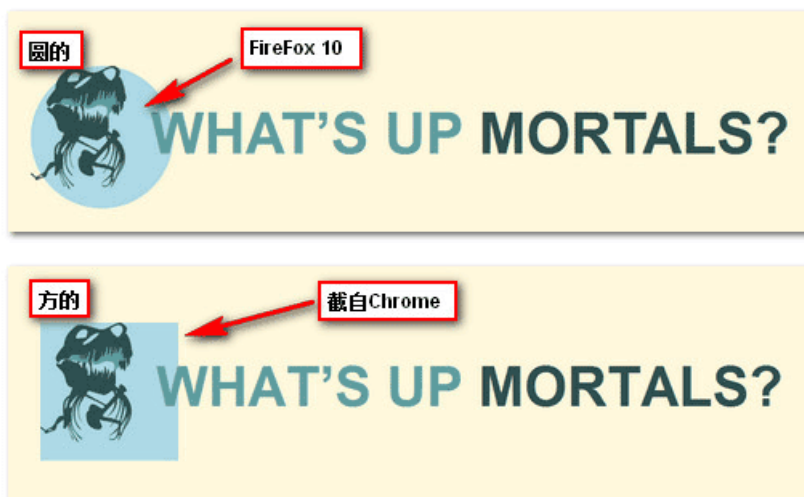 圆的
FireFox 10
WHAT’S UP MORTALS?
方的
截自Chrome
WHAT’S UP MORTALS?